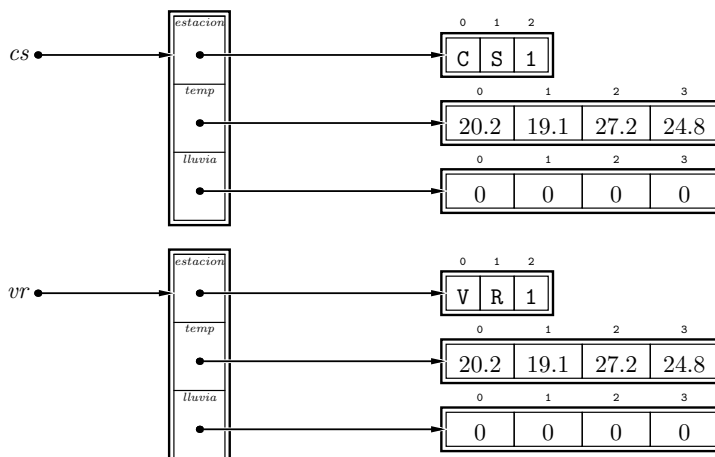 estacion
0 1 2
cs
C S 1
temp
0 1 2 3
20.2 19.1 27.2 24.8
lluvia
0 1 2 3
0 0 0 0
estacion
0 1 2
vr
V R 1
temp
0 1 2 3
20.2 19.1 27.2 24.8
lluvia
0 1 2 3
0 0 0 0